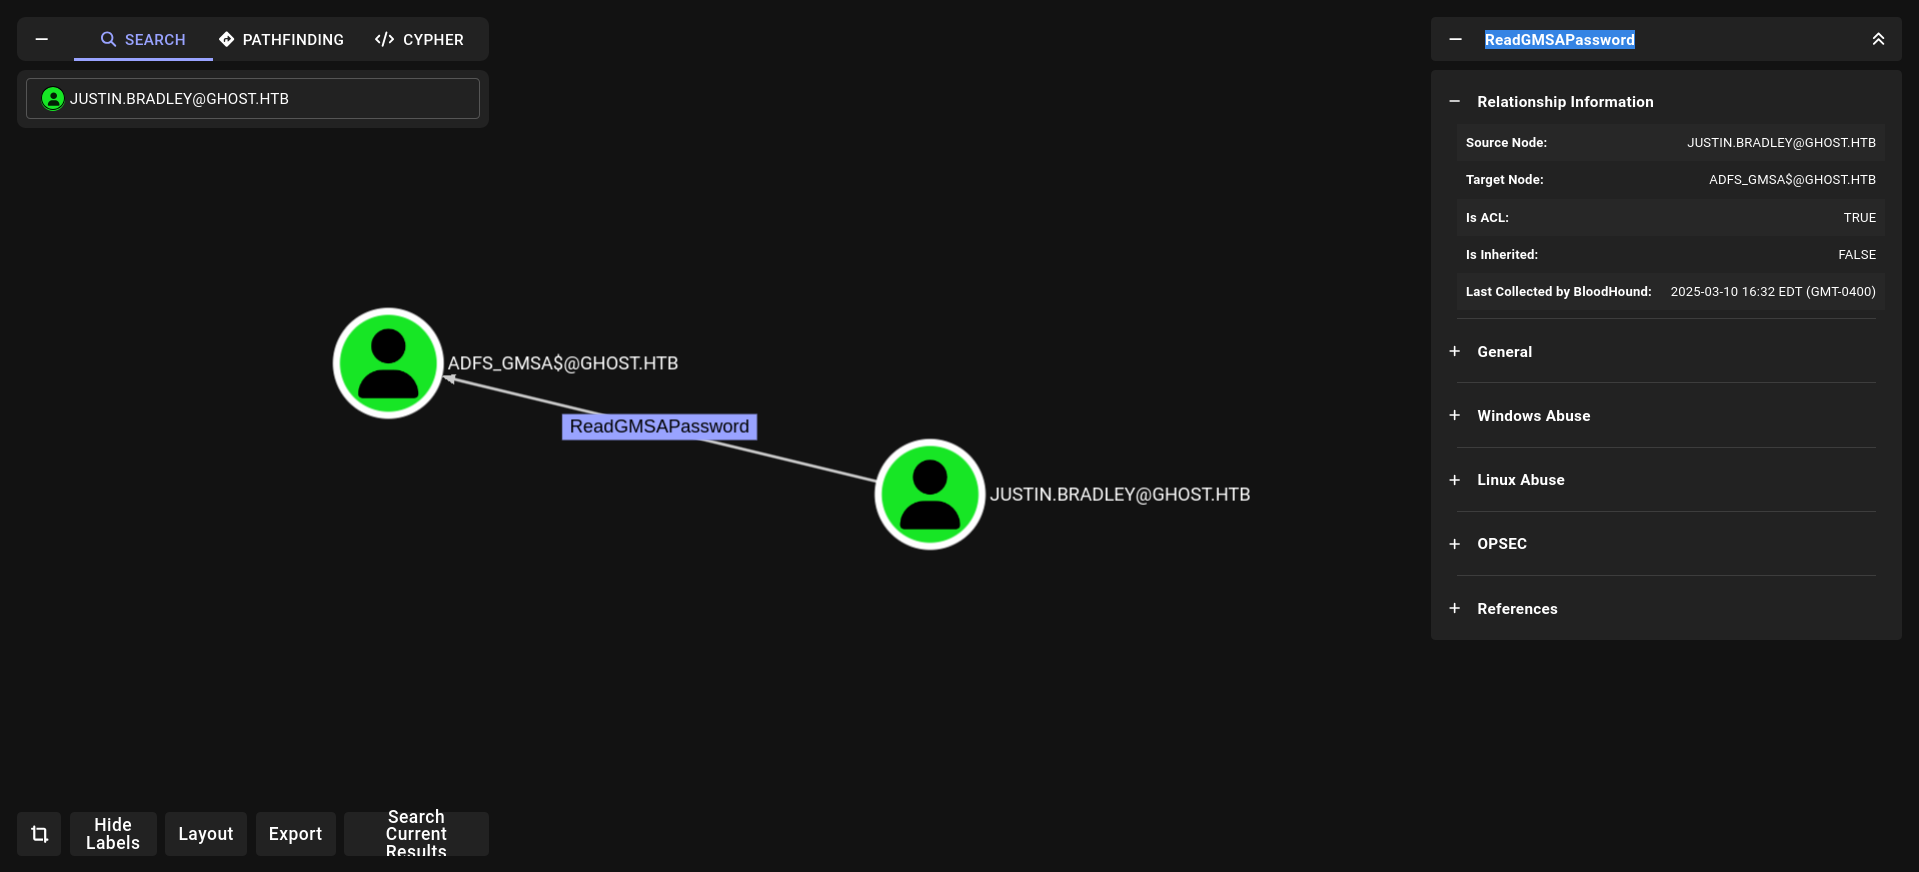 SEARCH
PATHFINDING
CYPHER
JUSTIN.BRADLEY@GHOST.HTB
ADFS_GMSA$@GHOST.HTB
ReadGMSAPassword
JUSTIN.BRADLEY@GHOST.HTB
Hide
Labels
Layout
Export
Search
Current
Results
ReadGMSAPassword
Relationship Information
Source Node: JUSTIN.BRADLEY@GHOST.HTB
Target Node: ADFS_GMSA$@GHOST.HTB
Is ACL: TRUE
Is Inherited: FALSE
Last Collected by BloodHound: 2025-03-10 16:32 EDT (GMT-0400)
General
Windows Abuse
Linux Abuse
OPSEC
References